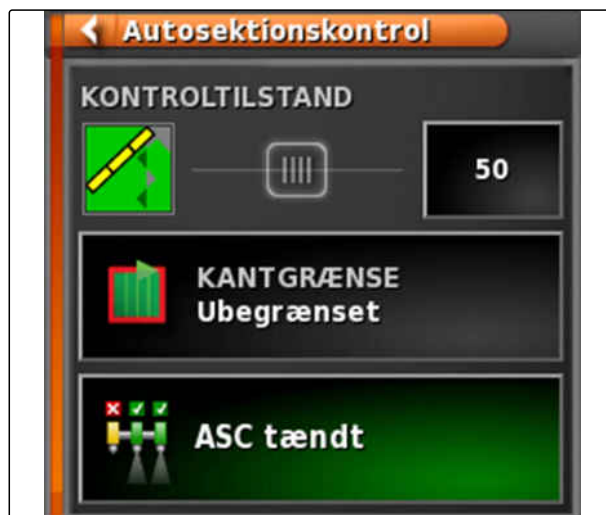 Autosektionskontrol
KONTROLTILSTAND
50
KANTGRÆNSE
Ubegrænset
ASC tændt